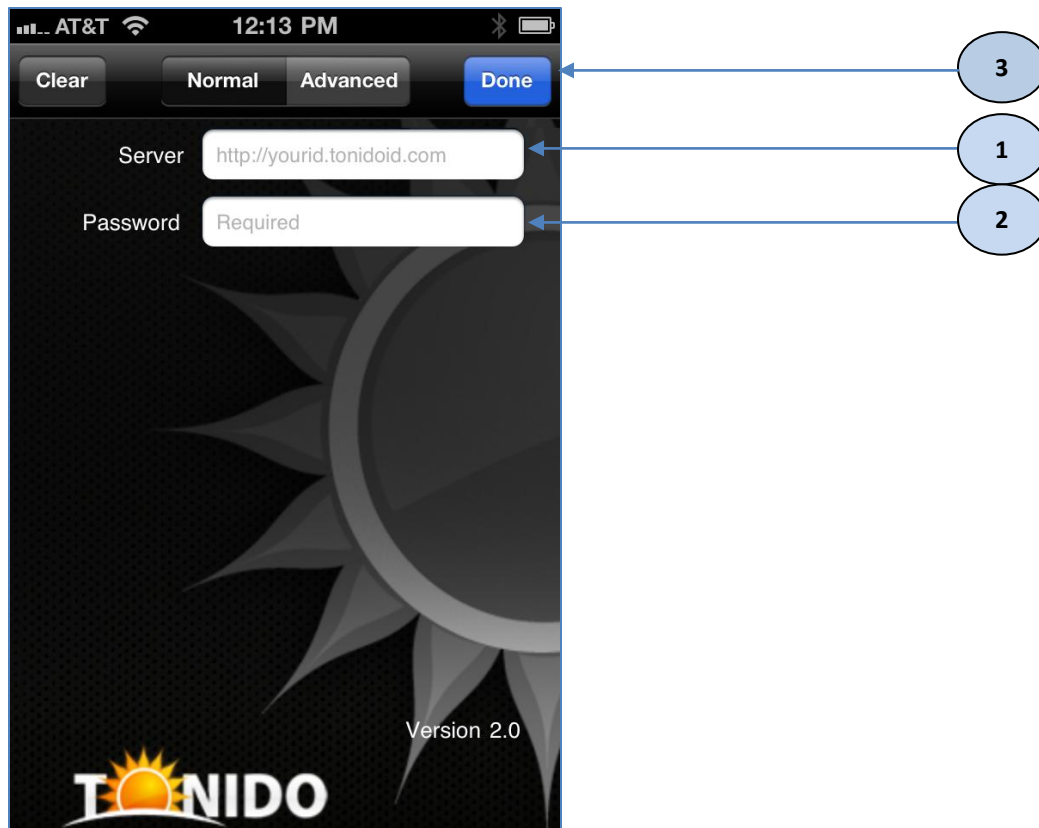 AT&T 12:13 PM
Clear Normal Advanced Done 3
Server http://yourid.tonidoid.com 1
Password Required 2
Version 2.0
TONIDO